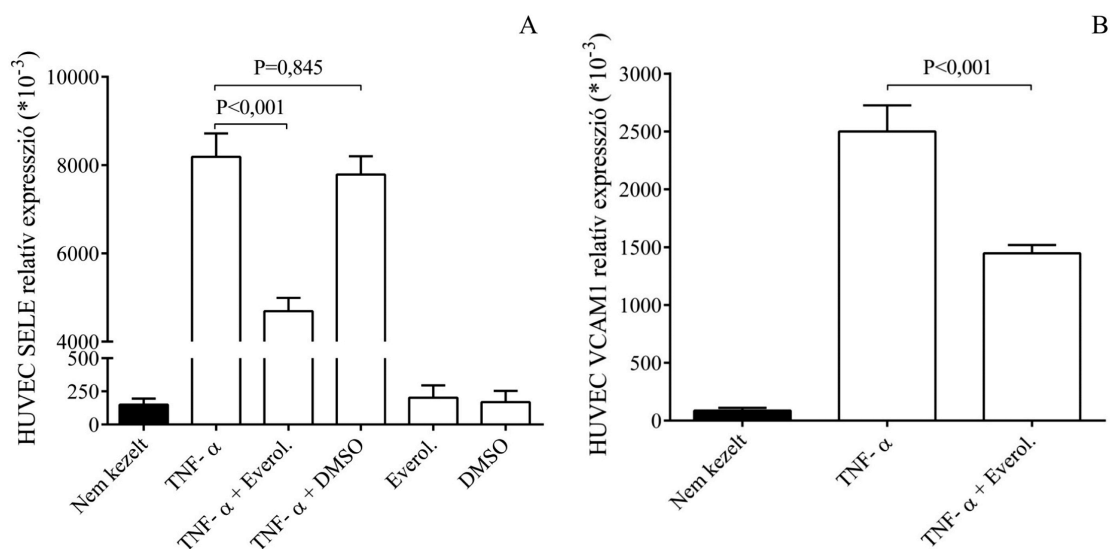 A
HUVEC SELE relatív expresszió (*10⁻³)
10000
8000
6000
4000
500
250
0
P=0,845
P<0,001
Nem kezelt
TNF- α
TNF- α + Everol.
TNF- α + DMSO
Everol.
DMSO
B
HUVEC VCAM1 relatív expresszió (*10⁻³)
3000
2500
2000
1500
1000
500
0
P<0,001
Nem kezelt
TNF- α
TNF- α + Everol.